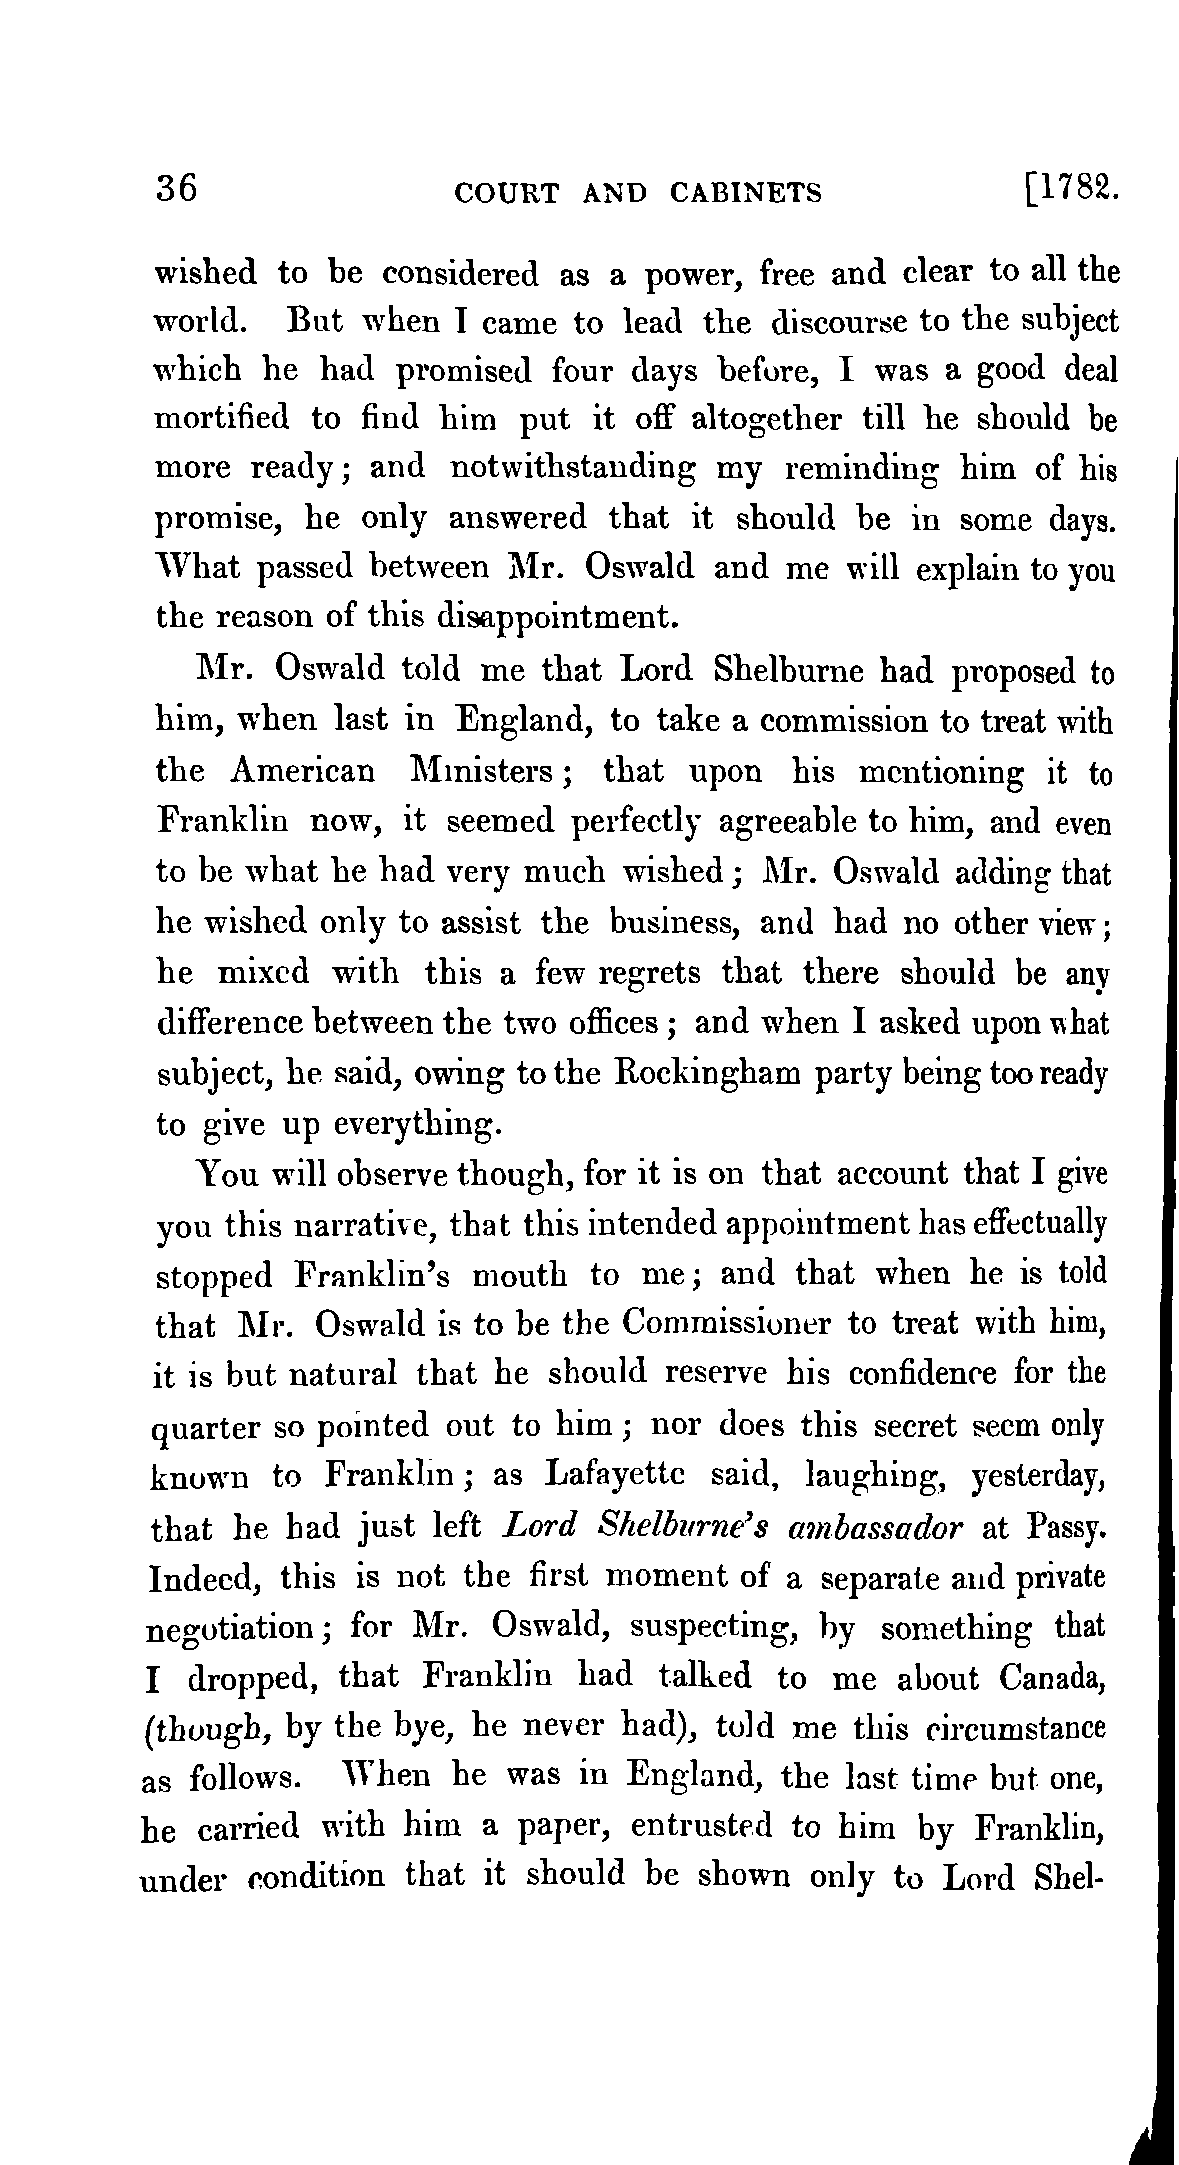 36 COURT AND CABINETS [1782.
wished to be considered as a power, free and clear to all the
world. But when I came to lead the discourse to the subject
which he had promised four days before, I was a good deal
mortified to find him put it off altogether till he should be
more ready; and notwithstanding my reminding him of his
promise, he only answered that it should be in some days.
What passed between Mr. Oswald and me will explain to you
the reason of this disappointment.
Mr. Oswald told me that Lord Shelburne had proposed to
him, when last in England, to take a commission to treat with
the American Ministers; that upon his mentioning it to
Franklin now, it seemed perfectly agreeable to him, and even
to be what he had very much wished; Mr. Oswald adding that
he wished only to assist the business, and had no other view;
he mixed with this a few regrets that there should be any
difference between the two offices; and when I asked upon what
subject, he said, owing to the Rockingham party being too ready
to give up everything.
You will observe though, for it is on that account that I give
you this narrative, that this intended appointment has effectually
stopped Franklin's mouth to me; and that when he is told
that Mr. Oswald is to be the Commissioner to treat with him,
it is but natural that he should reserve his confidence for the
quarter so pointed out to him; nor does this secret seem only
known to Franklin; as Lafayette said, laughing, yesterday,
that he had just left Lord Shelburne's ambassador at Passy.
Indeed, this is not the first moment of a separate and private
negotiation; for Mr. Oswald, suspecting, by something that
I dropped, that Franklin had talked to me about Canada,
(though, by the bye, he never had), told me this circumstance
as follows. When he was in England, the last time but one,
he carried with him a paper, entrusted to him by Franklin,
under condition that it should be shown only to Lord Shel-